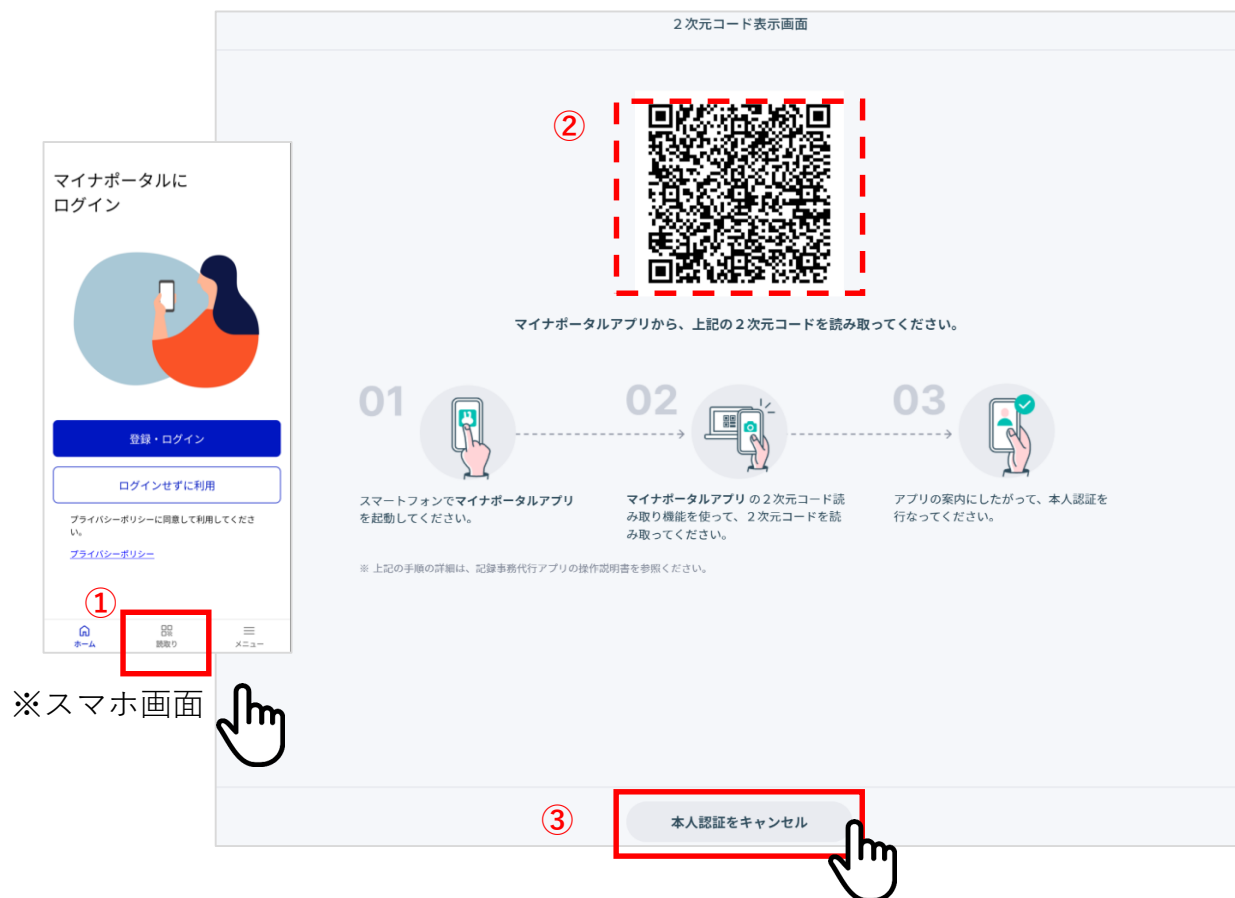 ２次元コード表示画面
②
マイナポータルアプリから、上記の２次元コードを読み取ってください。
01
スマートフォンでマイナポータルアプリ
を起動してください。
02
マイナポータルアプリ の２次元コード読
み取り機能を使って、２次元コードを読
み取ってください。
03
アプリの案内にしたがって、本人認証を
行なってください。
※ 上記の手順の詳細は、記録事務代行アプリの操作説明書を参照ください。
マイナポータルに
ログイン
登録・ログイン
ログインせずに利用
プライバシーポリシーに同意して利用してくださ
い。
プライバシーポリシー
①
ホーム
読取り
メニュー
※スマホ画面
③
本人認証をキャンセル